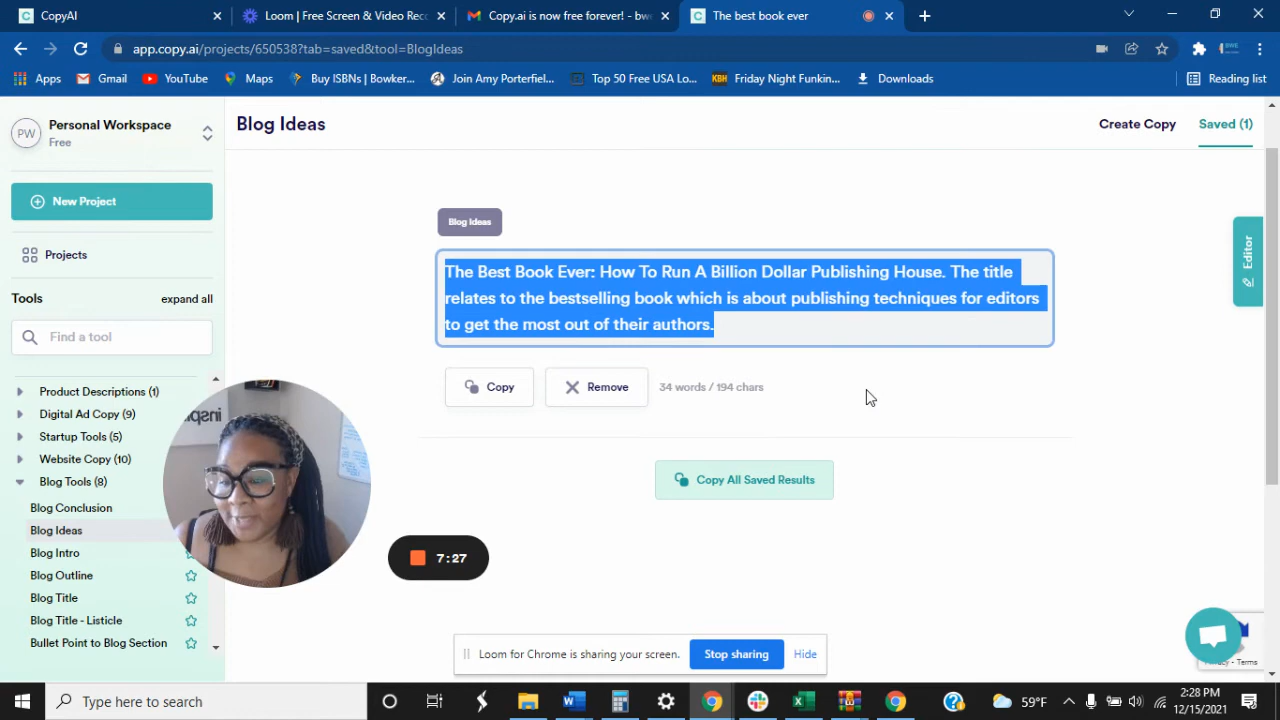 CopyAI
Loom | Free Screen & Video Rec
Copy.ai is now free forever! - bwe
The best book ever
app.copy.ai/projects/650538?tab=saved&tool=BlogIdeas
Apps
Gmail
YouTube
Maps
Buy ISBNs | Bowker...
Join Amy Porterfiel...
Top 50 Free USA Lo...
KBH
Friday Night Funkin...
Downloads
Reading list
PW
Personal Workspace
Free
Blog Ideas
Create Copy
Saved (1)
New Project
Projects
Tools
expand all
Find a tool
Product Descriptions (1)
Digital Ad Copy (9)
Startup Tools (5)
Website Copy (10)
Blog Tools (8)
Blog Conclusion
Blog Ideas
Blog Intro
Blog Outline
Blog Title
Blog Title - Listicle
Bullet Point to Blog Section
Blog Ideas
The Best Book Ever: How To Run A Billion Dollar Publishing House. The title
relates to the bestselling book which is about publishing techniques for editors
to get the most out of their authors.
Copy
Remove
34 words / 194 chars
Copy All Saved Results
Editor
7:27
Loom for Chrome is sharing your screen.
Stop sharing
Hide
Terms
Type here to search
59°F
2:28 PM
12/15/2021